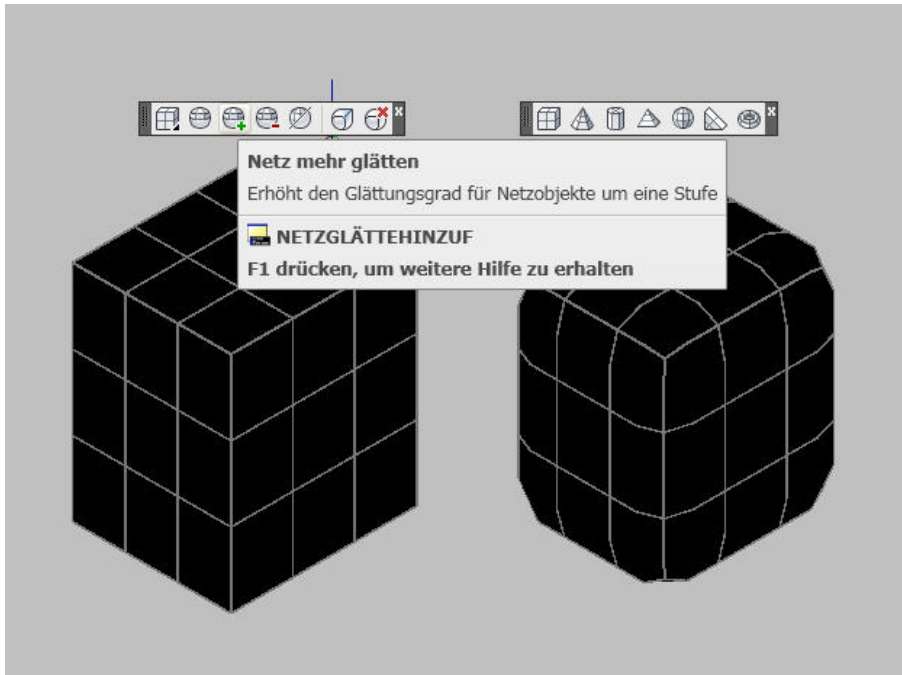 Netz mehr glätten
Erhöht den Glättungsgrad für Netzobjekte um eine Stufe
NETZGLÄTTEHINZUF
F1 drücken, um weitere Hilfe zu erhalten